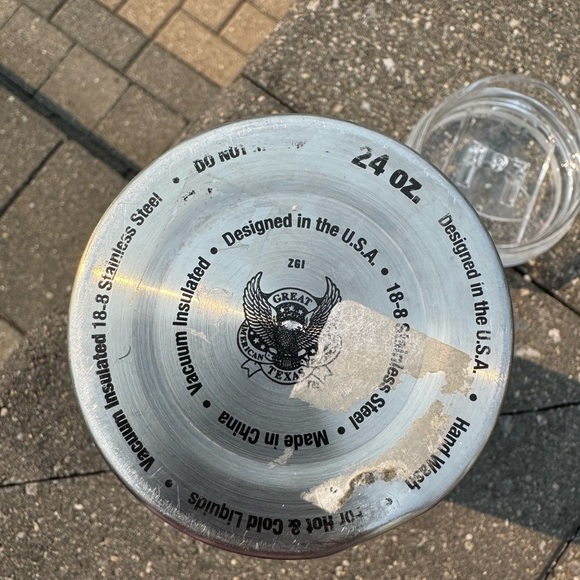 24 oz.
Designed in the U.S.A. • Hand Wash
For Hot & Cold Liquids • Vacuum Insulated 18-8 Stainless Steel • DO NOT
Designed in the U.S.A. • 18-8 Stainless Steel • Made in China • Vacuum Insulated •
Z61
GREAT
AMERICAN
TEXAS